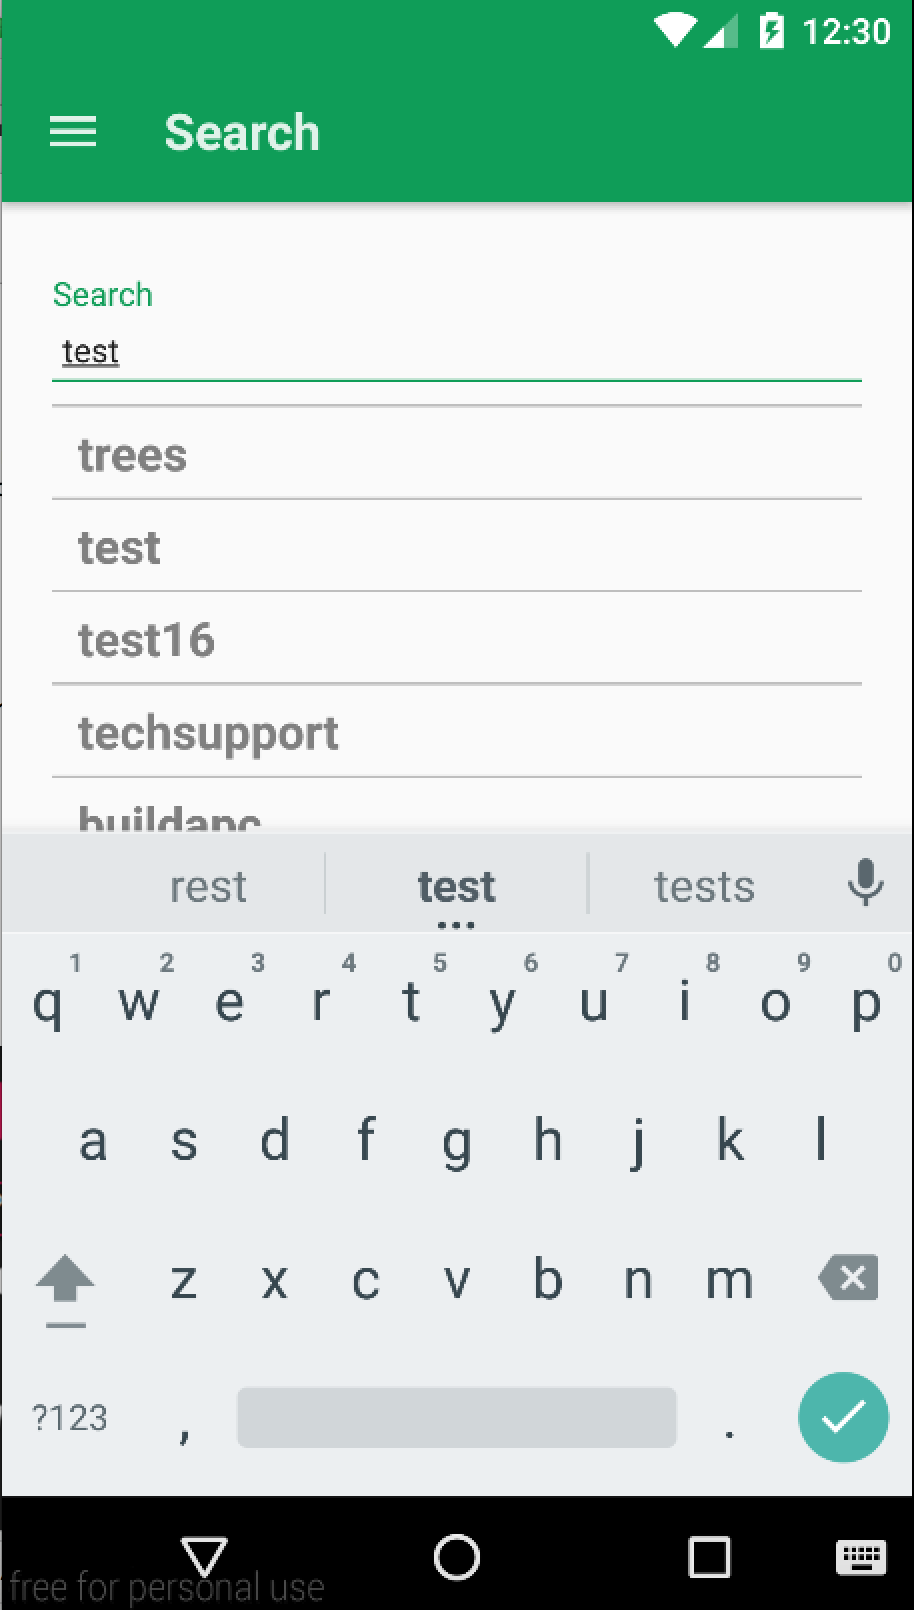 12:30
Search
Search
test
trees
test
test16
techsupport
buildapc
rest test tests
1 2 3 4 5 6 7 8 9 0
q w e r t y u i o p
a s d f g h j k l
z x c v b n m
?123 , .
free for personal use